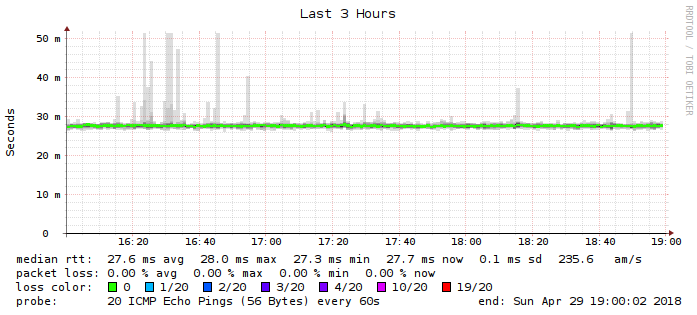 Last 3 Hours
RRDTOOL / TOBI OETIKER
Seconds
50 m
40 m
30 m
20 m
10 m
0
16:20 16:40 17:00 17:20 17:40 18:00 18:20 18:40 19:00
median rtt: 27.6 ms avg 28.0 ms max 27.3 ms min 27.7 ms now 0.1 ms sd 235.6 am/s
packet loss: 0.00 % avg 0.00 % max 0.00 % min 0.00 % now
loss color: 0 1/20 2/20 3/20 4/20 10/20 19/20
probe: 20 ICMP Echo Pings (56 Bytes) every 60s end: Sun Apr 29 19:00:02 2018